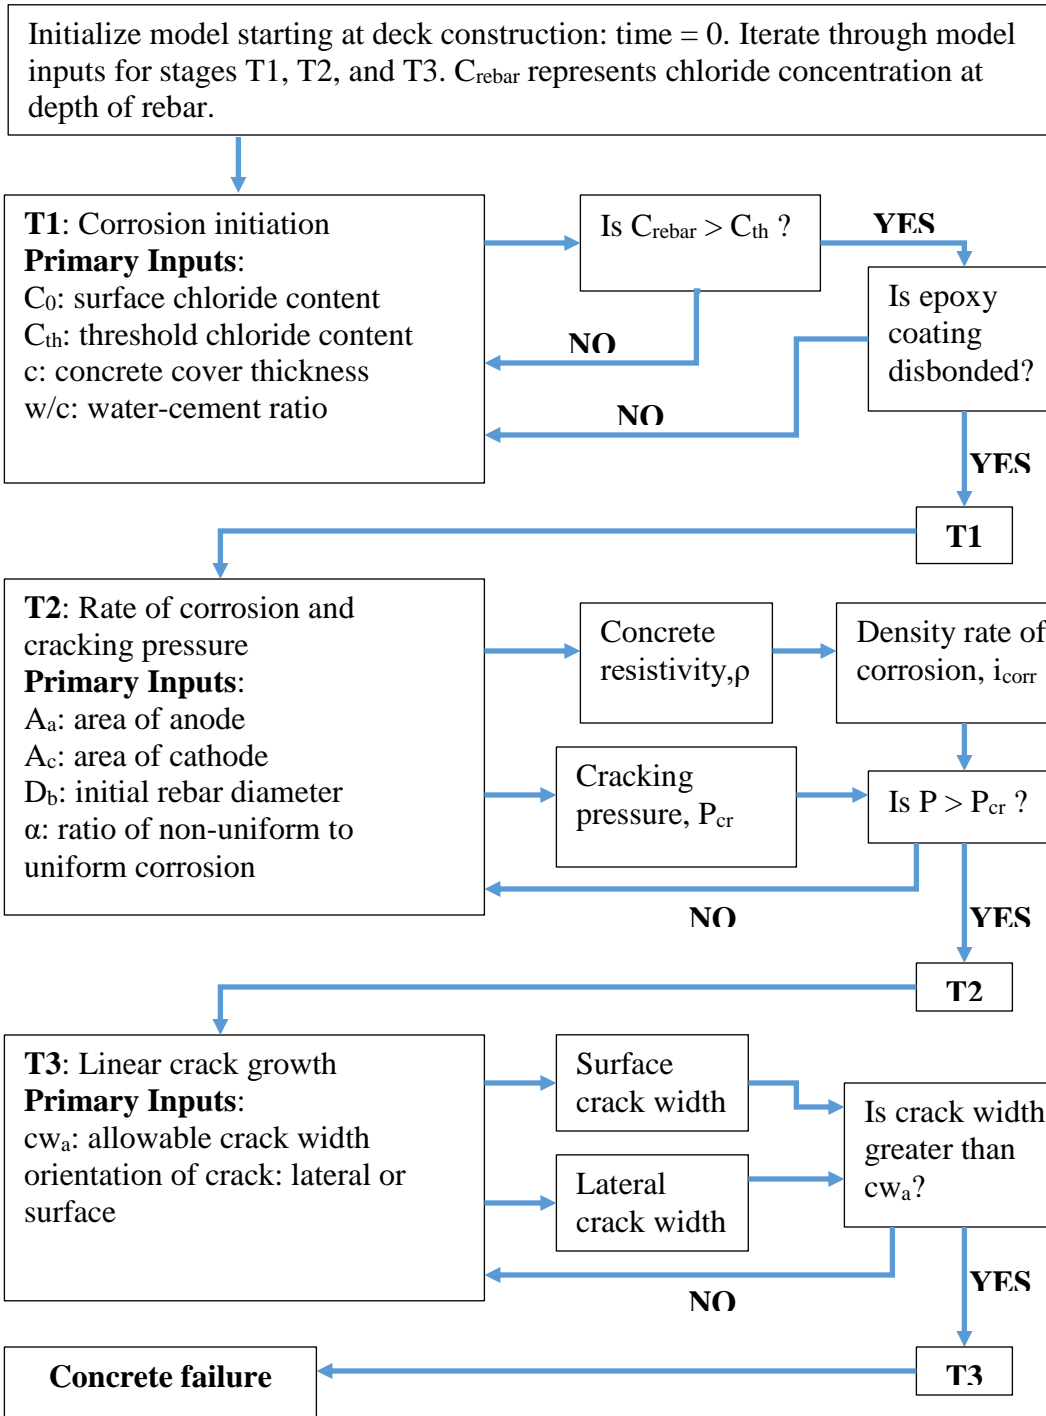 Initialize model starting at deck construction: time = 0. Iterate through model
inputs for stages T1, T2, and T3. Crebar represents chloride concentration at
depth of rebar.
T1: Corrosion initiation
Primary Inputs:
C0: surface chloride content
Cth: threshold chloride content
c: concrete cover thickness
w/c: water-cement ratio
Is Crebar > Cth ?
YES
NO
Is epoxy
coating
disbonded?
NO
YES
T1
T2: Rate of corrosion and
cracking pressure
Primary Inputs:
Aa: area of anode
Ac: area of cathode
Db: initial rebar diameter
α: ratio of non-uniform to
uniform corrosion
Concrete
resistivity,ρ
Density rate of
corrosion, icorr
Cracking
pressure, Pcr
Is P > Pcr ?
NO
YES
T2
T3: Linear crack growth
Primary Inputs:
cwa: allowable crack width
orientation of crack: lateral or
surface
Surface
crack width
Lateral
crack width
Is crack width
greater than
cwa?
NO
YES
T3
Concrete failure